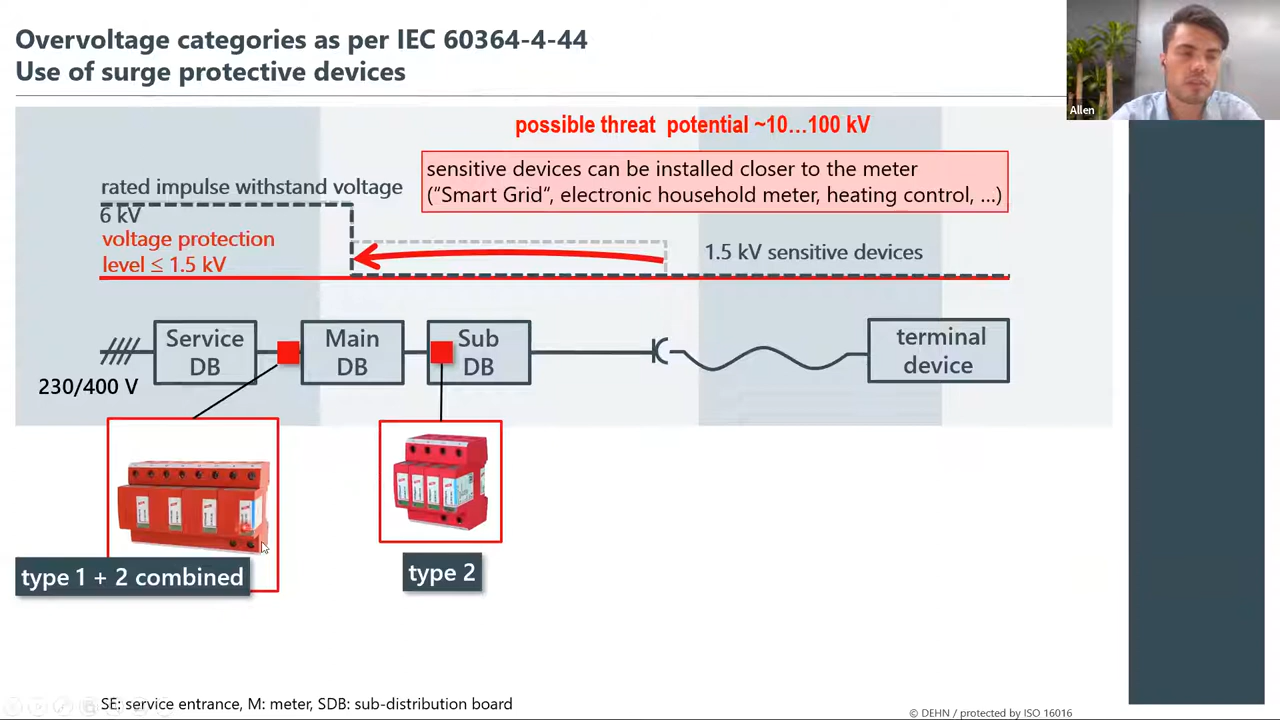 Overvoltage categories as per IEC 60364-4-44
Use of surge protective devices
Allen
possible threat potential ~10...100 kV
sensitive devices can be installed closer to the meter
("Smart Grid", electronic household meter, heating control, ...)
rated impulse withstand voltage
6 kV
voltage protection
level ≤ 1.5 kV
1.5 kV sensitive devices
Service
DB
Main
DB
Sub
DB
terminal
device
230/400 V
type 1 + 2 combined
type 2
SE: service entrance, M: meter, SDB: sub-distribution board
© DEHN / protected by ISO 16016